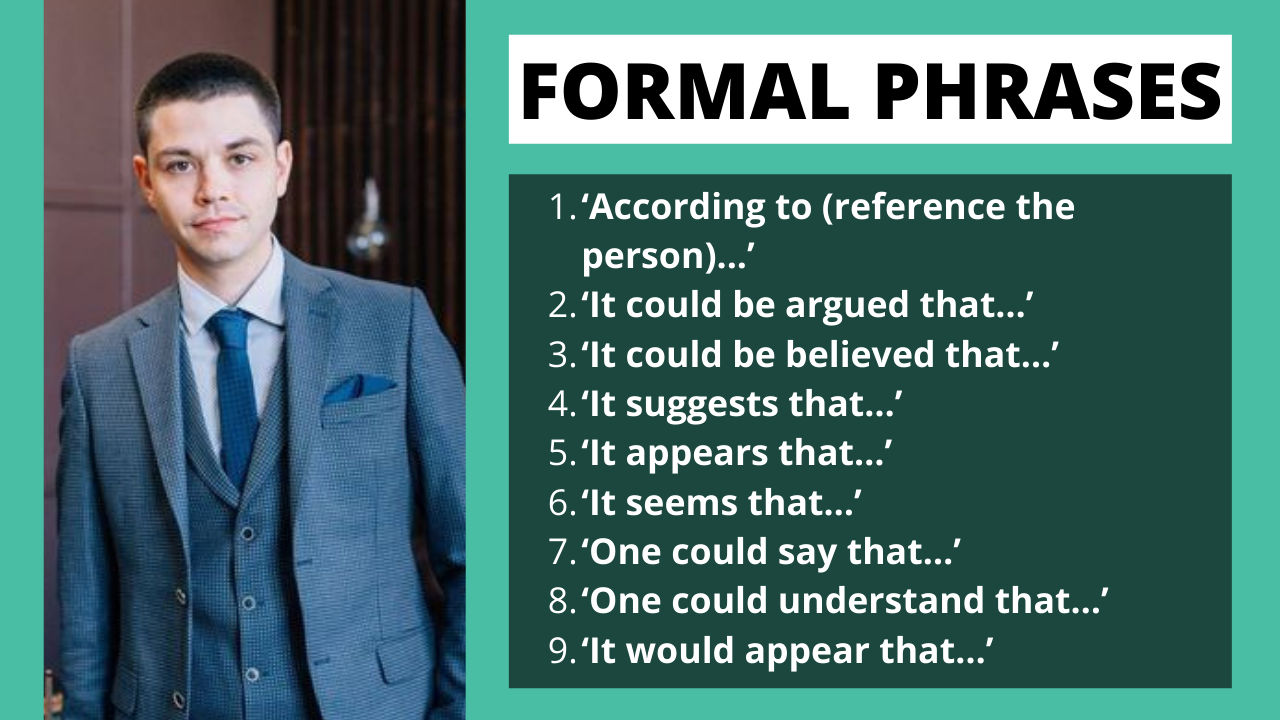 FORMAL PHRASES
1. ‘According to (reference the
person)...’
2. ‘It could be argued that...’
3. ‘It could be believed that...’
4. ‘It suggests that...’
5. ‘It appears that...’
6. ‘It seems that...’
7. ‘One could say that...’
8. ‘One could understand that...’
9. ‘It would appear that...’